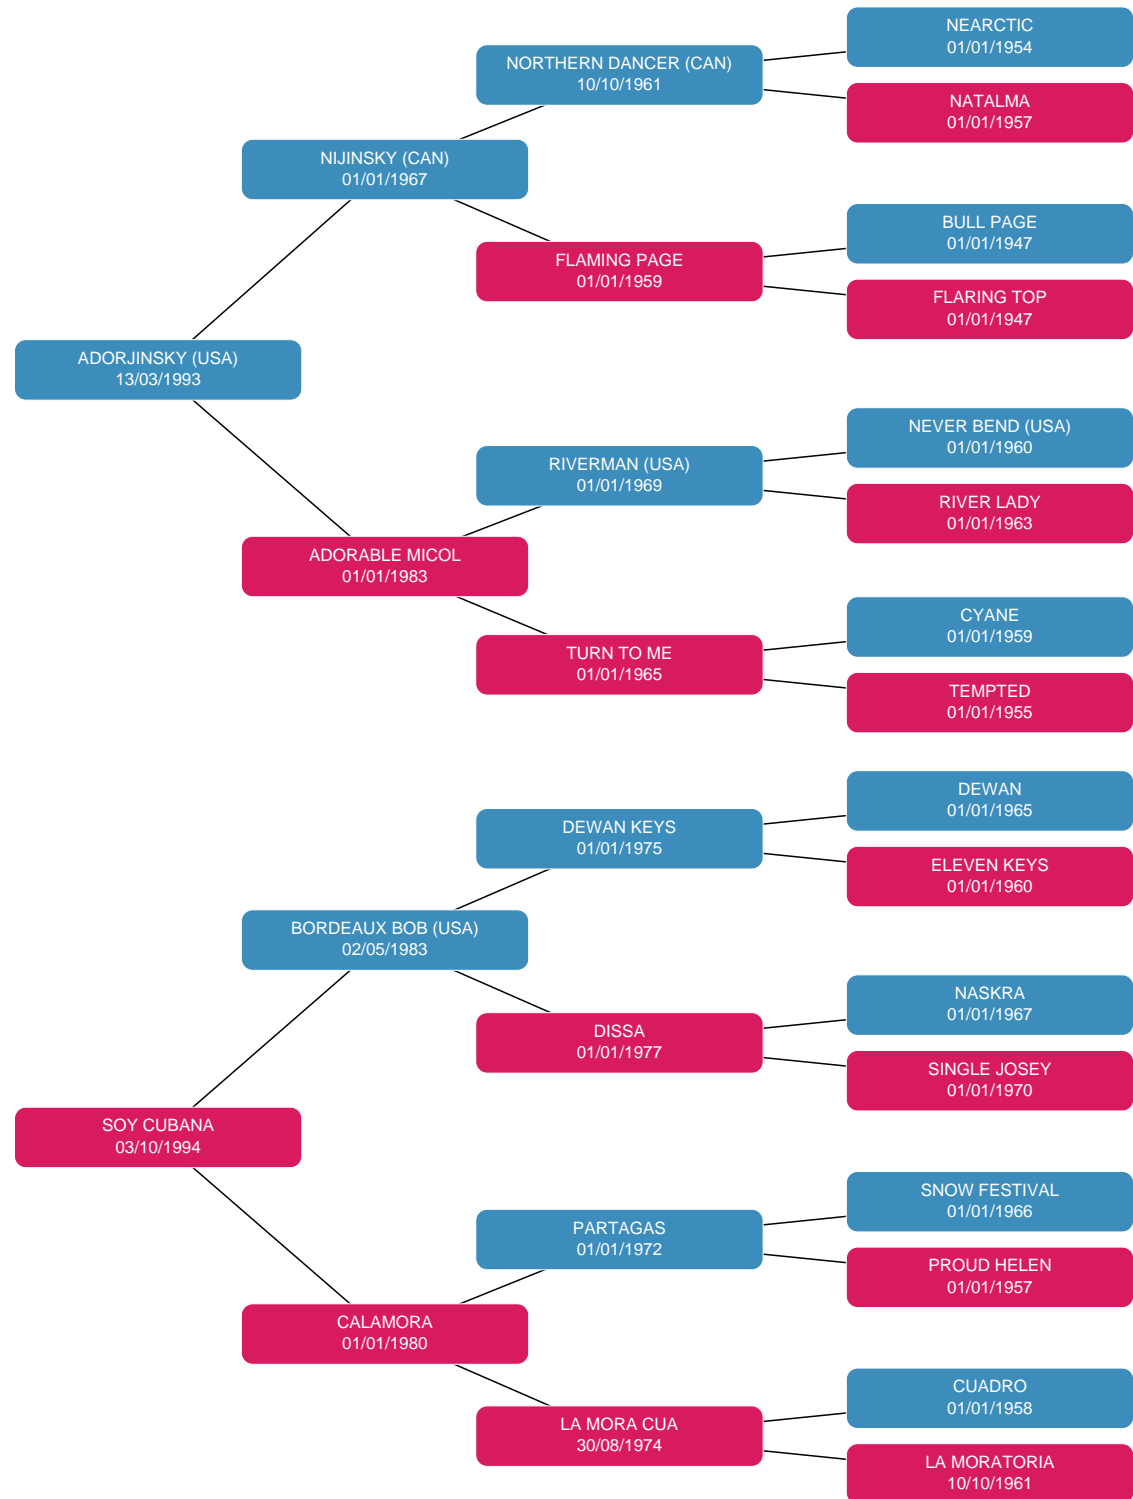 NEARCTIC
01/01/1954
NORTHERN DANCER (CAN)
10/10/1961
NATALMA
01/01/1957
NIJINSKY (CAN)
01/01/1967
BULL PAGE
01/01/1947
FLAMING PAGE
01/01/1959
FLARING TOP
01/01/1947
ADORJINSKY (USA)
13/03/1993
NEVER BEND (USA)
01/01/1960
RIVERMAN (USA)
01/01/1969
RIVER LADY
01/01/1963
ADORABLE MICOL
01/01/1983
CYANE
01/01/1959
TURN TO ME
01/01/1965
TEMPTED
01/01/1955
DEWAN
01/01/1965
DEWAN KEYS
01/01/1975
ELEVEN KEYS
01/01/1960
BORDEAUX BOB (USA)
02/05/1983
NASKRA
01/01/1967
DISSA
01/01/1977
SINGLE JOSEY
01/01/1970
SOY CUBANA
03/10/1994
SNOW FESTIVAL
01/01/1966
PARTAGAS
01/01/1972
PROUD HELEN
01/01/1957
CALAMORA
01/01/1980
CUADRO
01/01/1958
LA MORA CUA
30/08/1974
LA MORATORIA
10/10/1961